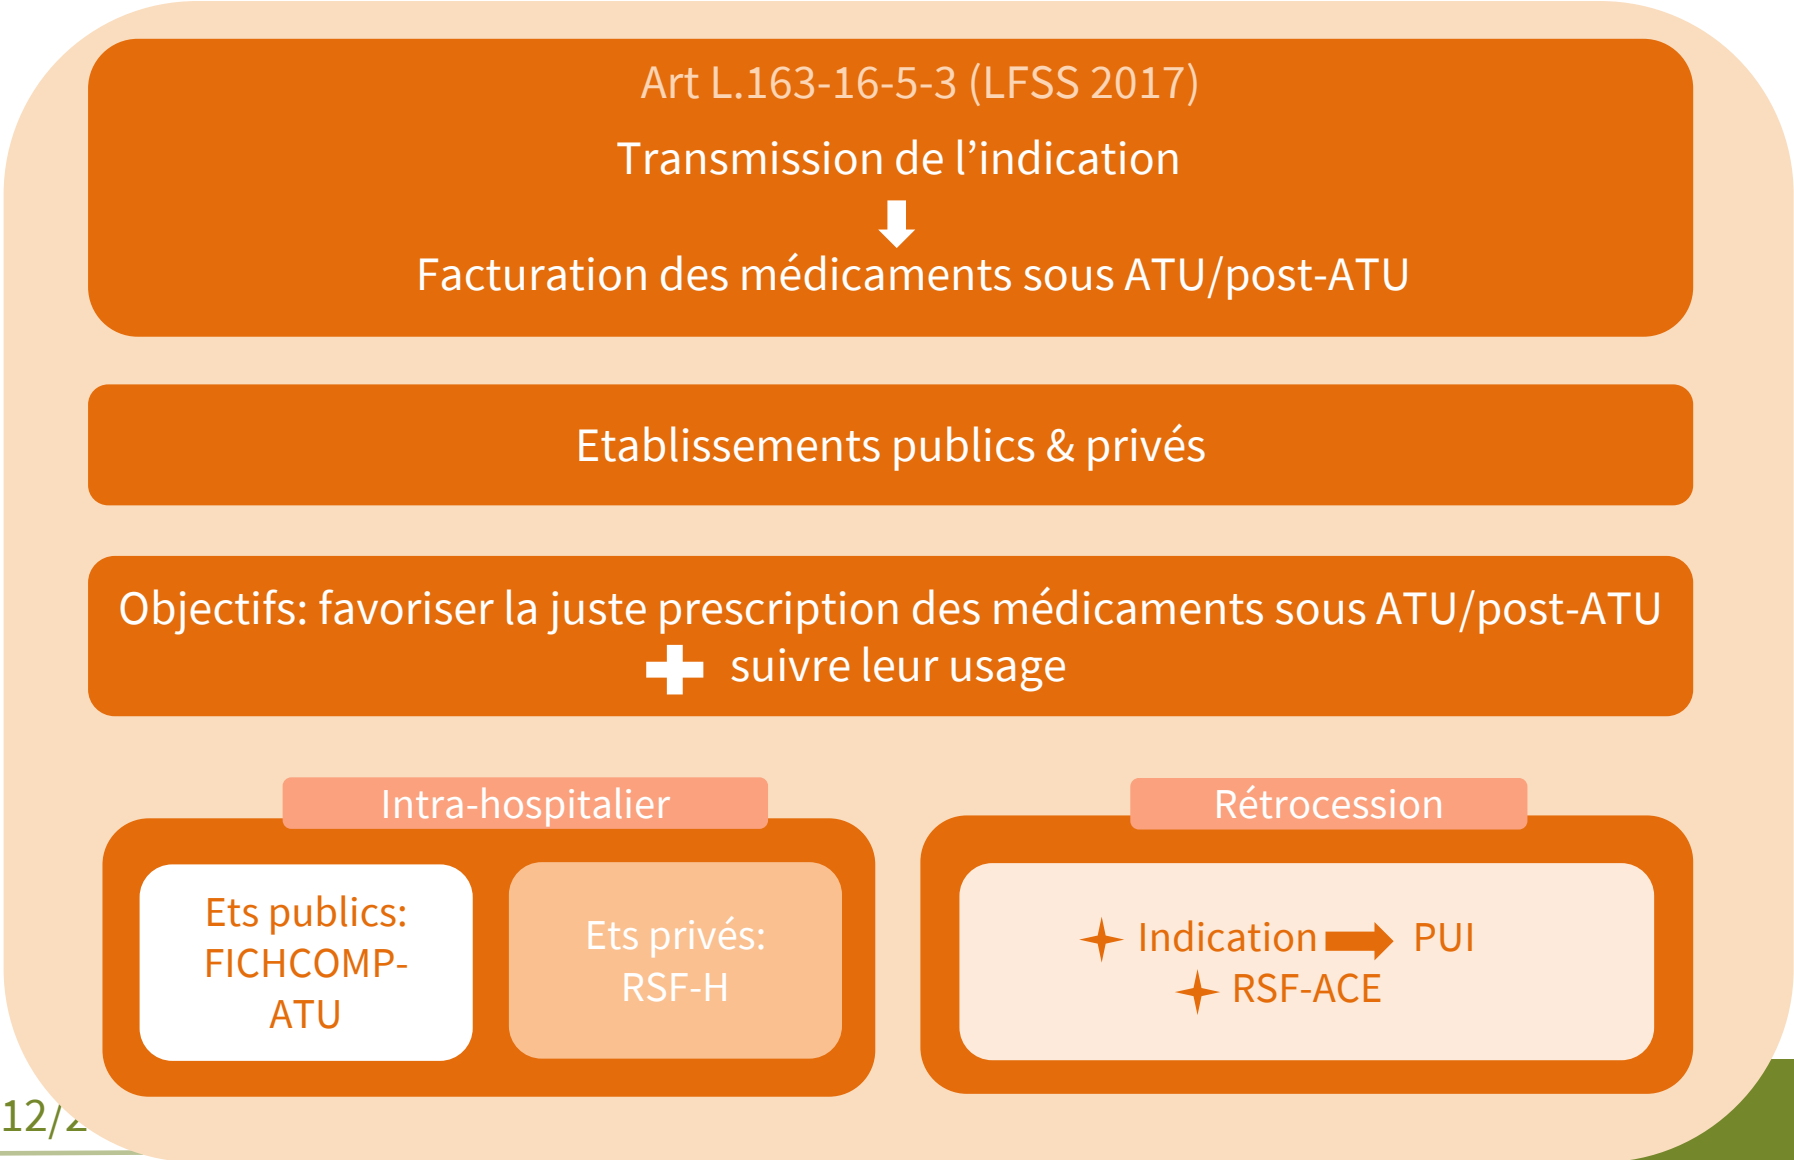 Art L.163-16-5-3 (LFSS 2017)
Transmission de l’indication
Facturation des médicaments sous ATU/post-ATU
Etablissements publics & privés
Objectifs: favoriser la juste prescription des médicaments sous ATU/post-ATU
suivre leur usage
Intra-hospitalier
Ets publics:
FICHCOMP-
ATU
Ets privés:
RSF-H
Rétrocession
Indication PUI
RSF-ACE
12/2